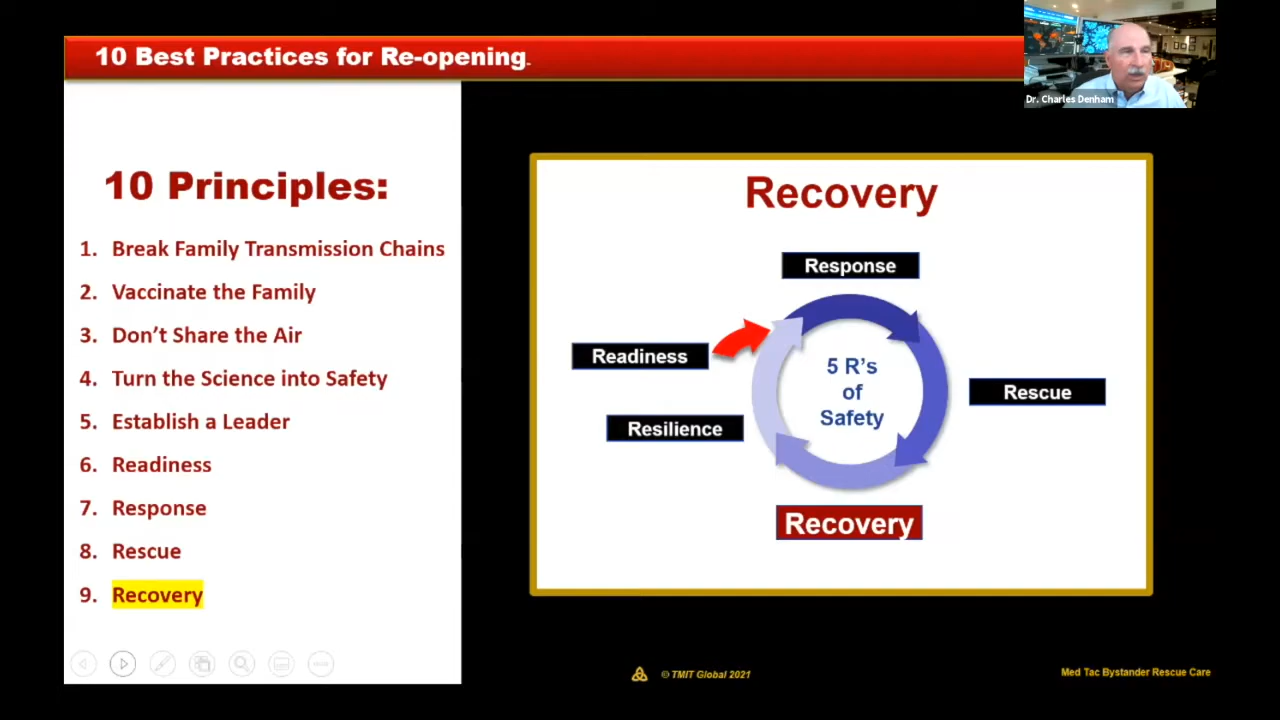 10 Best Practices for Re-opening.
Dr. Charles Denham
10 Principles:
1. Break Family Transmission Chains
2. Vaccinate the Family
3. Don’t Share the Air
4. Turn the Science into Safety
5. Establish a Leader
6. Readiness
7. Response
8. Rescue
9. Recovery
Recovery
Response
Readiness
5 R’s
of
Safety
Rescue
Resilience
Recovery
© TMIT Global 2021
Med Tac Bystander Rescue Care